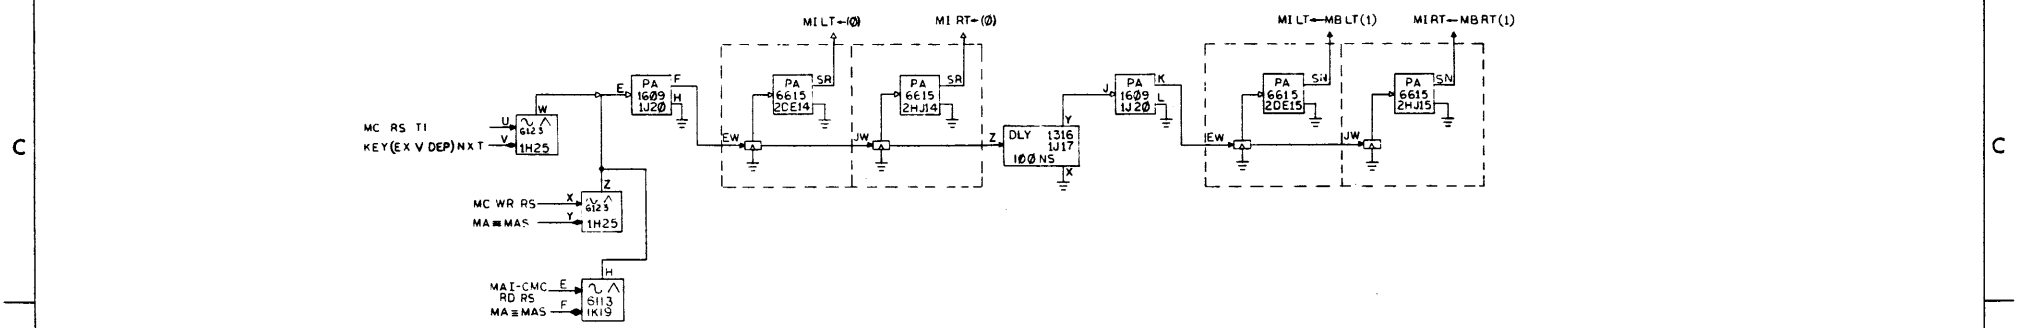 MI LT←(0)
MI RT←(0)
MI LT←MB LT(1)
MI RT←MB RT(1)
C
C
E
PA
1609
1J20
F
H
PA
6615
2DE14
SR
PA
6615
2HJ14
SR
J
PA
1609
1J20
K
L
PA
6615
2DE15
SN
PA
6615
2HJ15
SN
W
MC RS T1
U
6123
KEY(EX V DEP)NXT
V
1H25
EW
JW
Z
DLY 1316
1J17
100 NS
Y
X
EW
JW
Z
MC WR RS
X
6123
MA≡MAS
Y
1H25
H
MAI-CMC
RD RS
E
6113
MA≡MAS
F
1K19